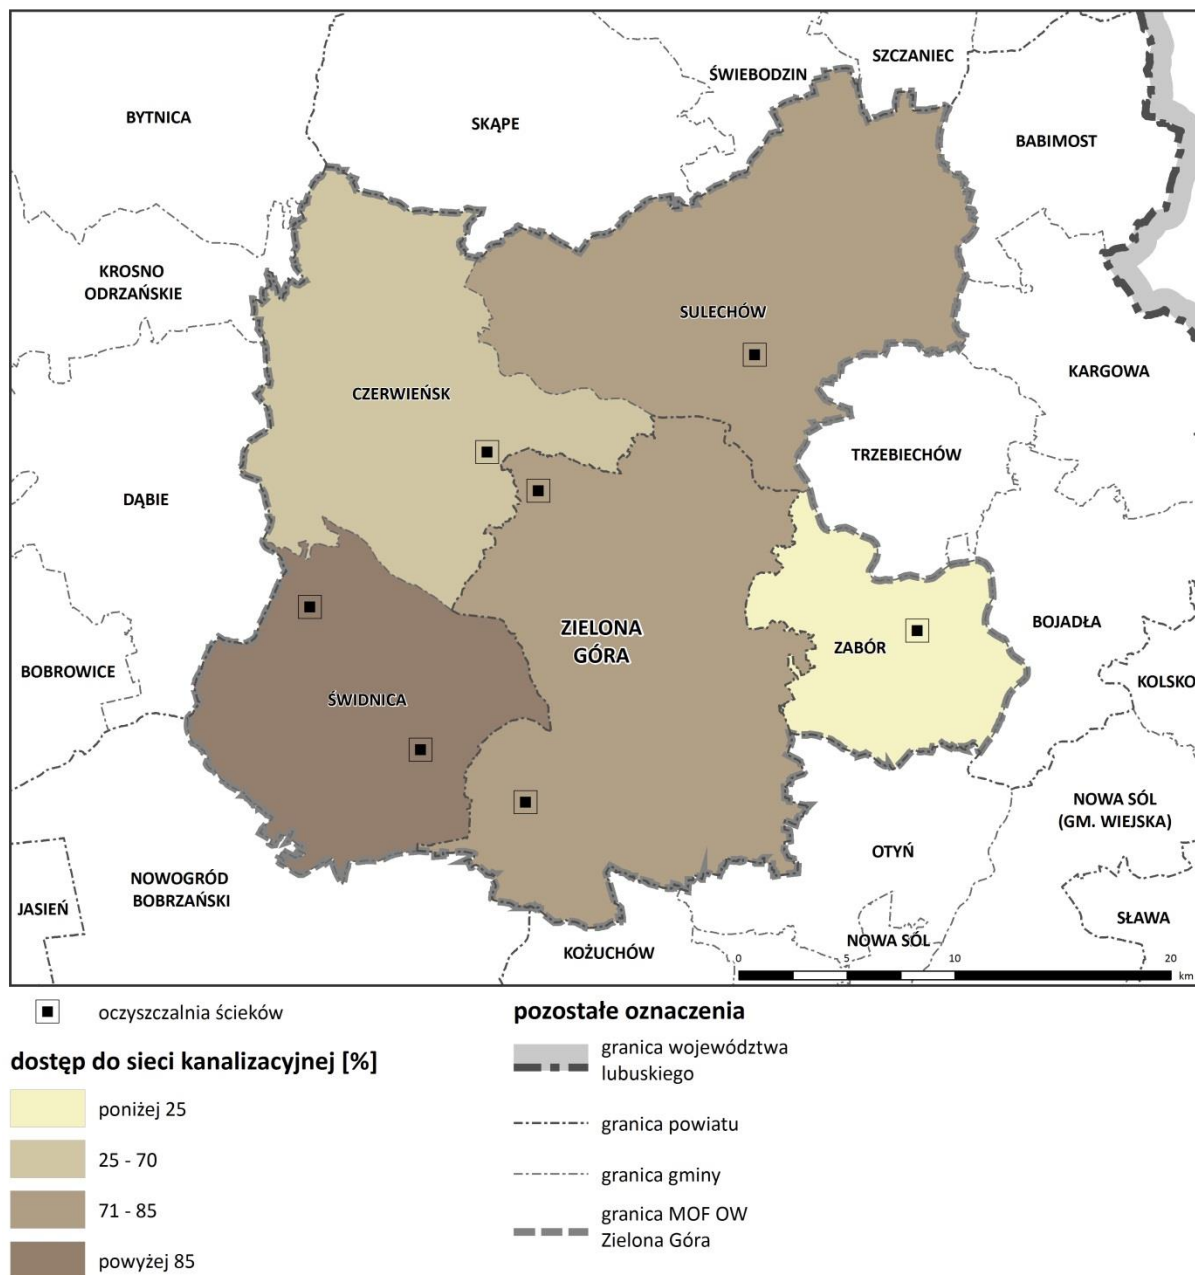 SZCZANIEC
ŚWIEBODZIN
BYTNICA
SKĄPE
BABIMOST
KROSNO
ODRZAŃSKIE
SULECHÓW
KARGOWA
CZERWIEŃSK
TRZEBIECHÓW
DĄBIE
ZIELONA
GÓRA
BOJADŁA
ZABÓR
BOBROWICE
KOLSKO
ŚWIDNICA
NOWA SÓL
(GM. WIEJSKA)
OTYŃ
NOWOGRÓD
BOBRZAŃSKI
JASIEŃ
SŁAWA
NOWA SÓL
KOŻUCHÓW
0 5 10 20
km
oczyszczalnia ścieków
dostęp do sieci kanalizacyjnej [%]
poniżej 25
25 - 70
71 - 85
powyżej 85
pozostałe oznaczenia
granica województwa
lubuskiego
granica powiatu
granica gminy
granica MOF OW
Zielona Góra